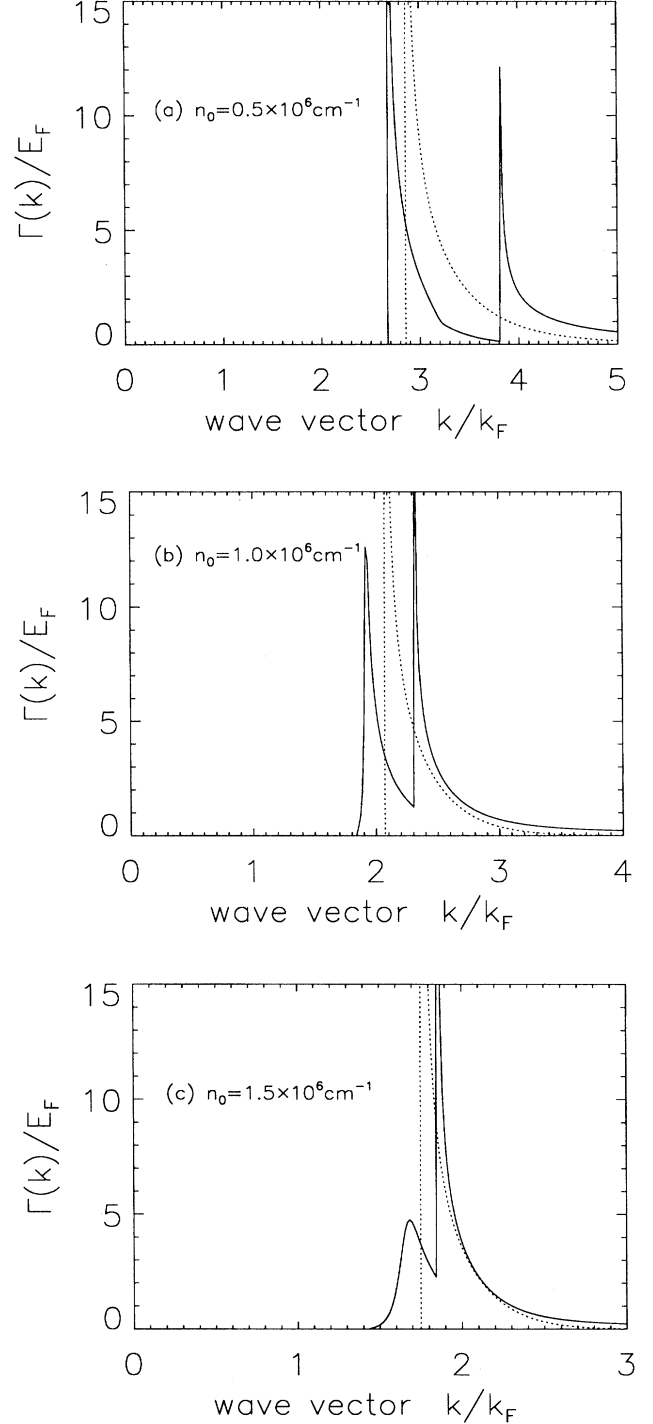 15
(a) n₀=0.5×10⁶cm⁻¹
10
Γ(k)/E_F
5
0
0 1 2 3 4 5
wave vector k/k_F
15
(b) n₀=1.0×10⁶cm⁻¹
10
Γ(k)/E_F
5
0
0 1 2 3 4
wave vector k/k_F
15
(c) n₀=1.5×10⁶cm⁻¹
10
Γ(k)/E_F
5
0
0 1 2 3
wave vector k/k_F